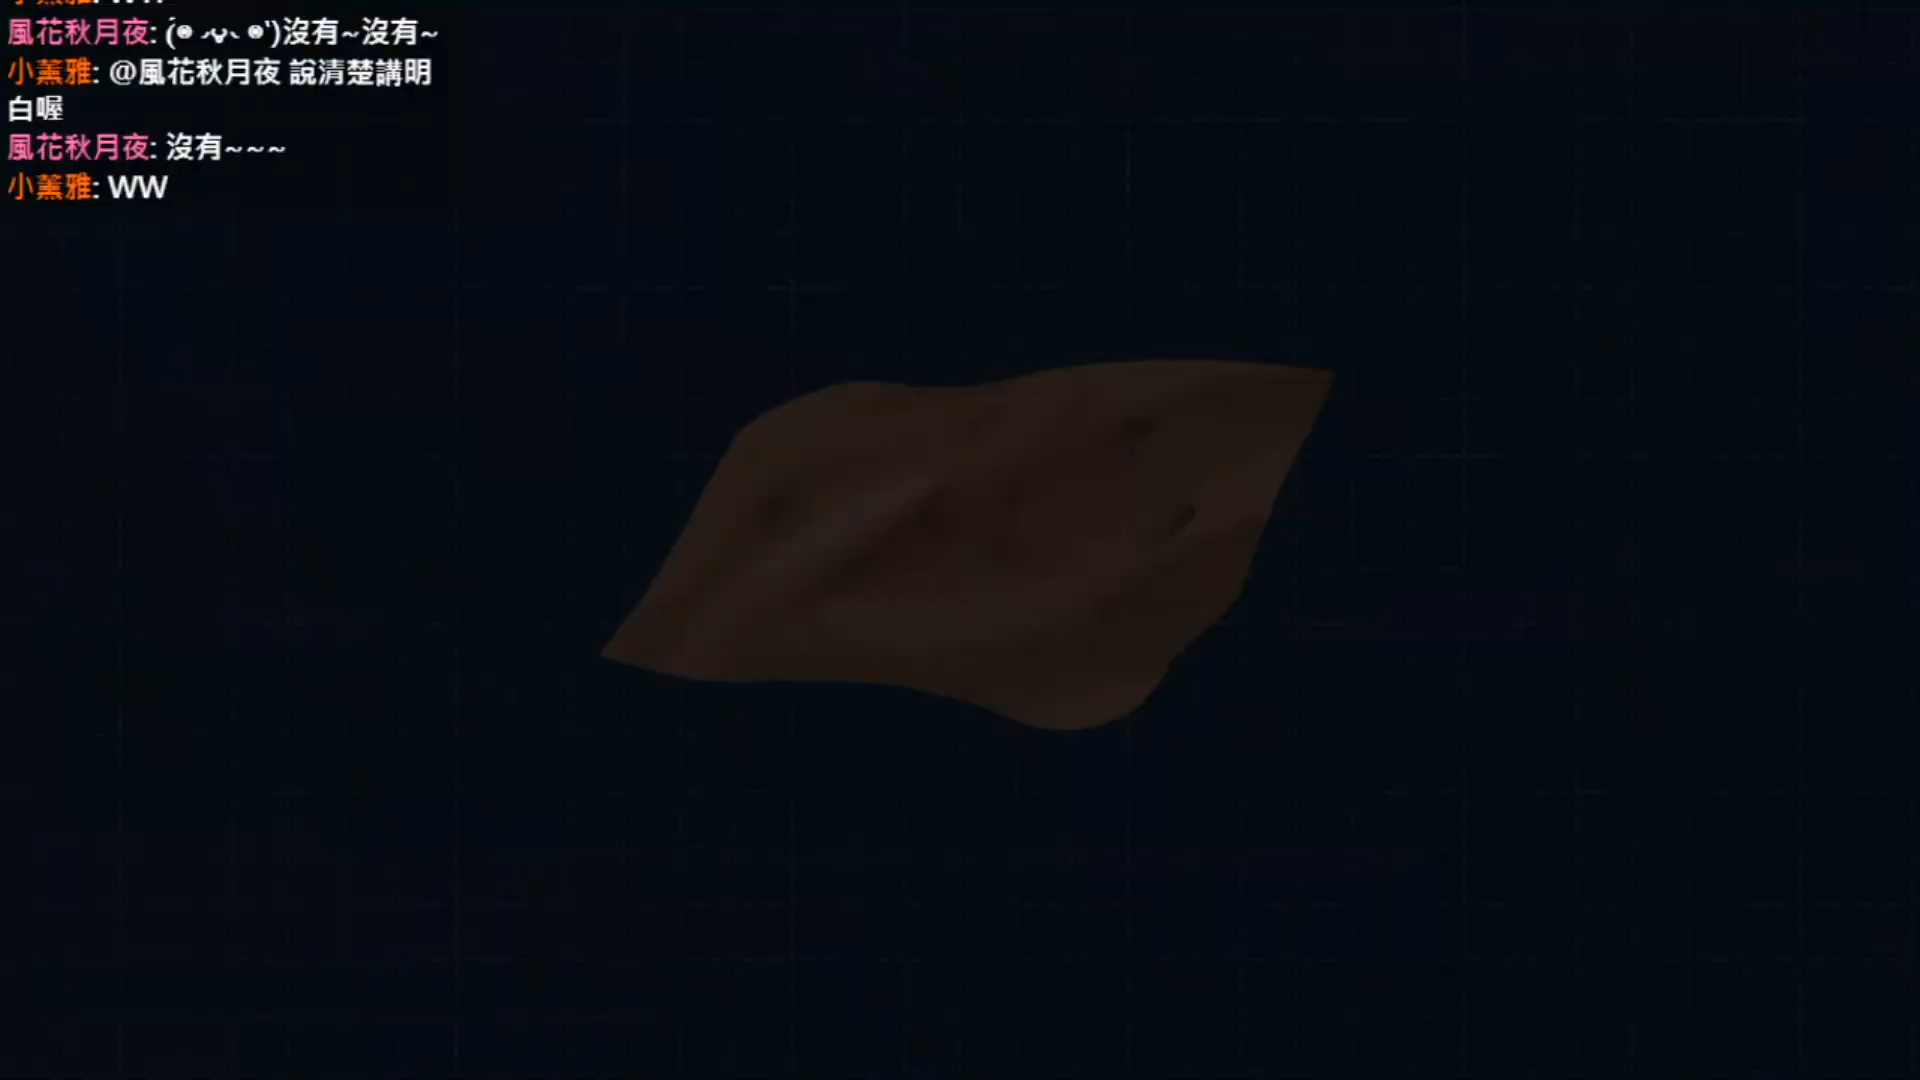 風花秋月夜: (๑•́ ₃ •̀๑)沒有~沒有~
小薰雅: @風花秋月夜 說清楚講明
白喔
風花秋月夜: 沒有~~~
小薰雅: WW